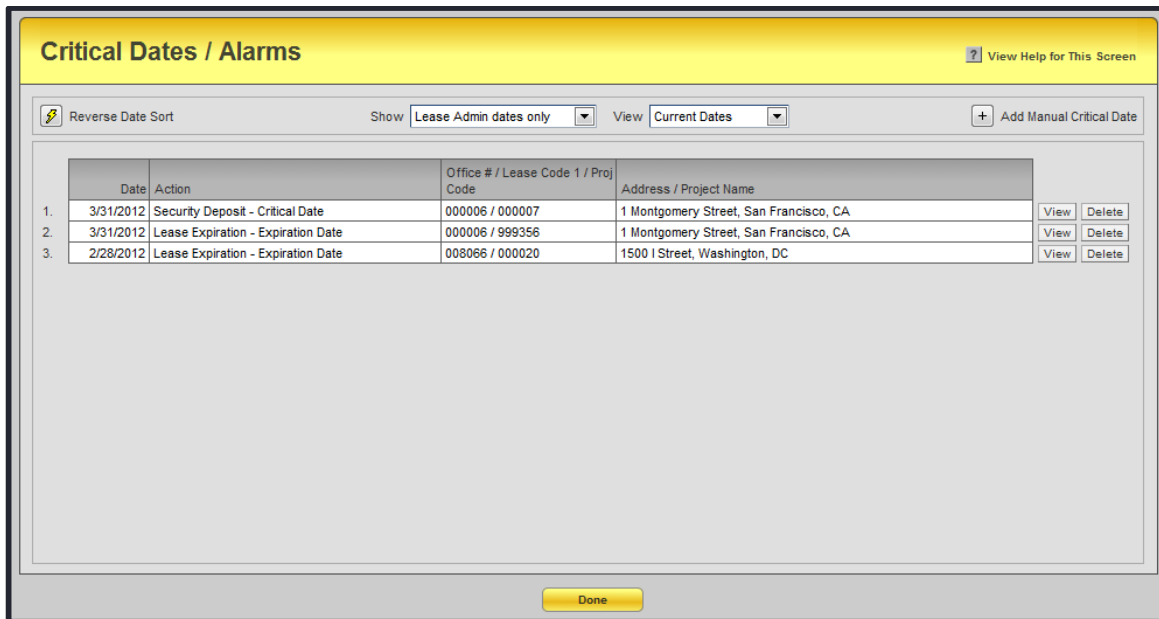 Critical Dates / Alarms
? View Help for This Screen
Reverse Date Sort Show Lease Admin dates only View Current Dates + Add Manual Critical Date
Office # / Lease Code 1 / Proj
Date Action Code Address / Project Name
1. 3/31/2012 Security Deposit - Critical Date 000006 / 000007 1 Montgomery Street, San Francisco, CA View Delete
2. 3/31/2012 Lease Expiration - Expiration Date 000006 / 999356 1 Montgomery Street, San Francisco, CA View Delete
3. 2/28/2012 Lease Expiration - Expiration Date 008066 / 000020 1500 I Street, Washington, DC View Delete
Done